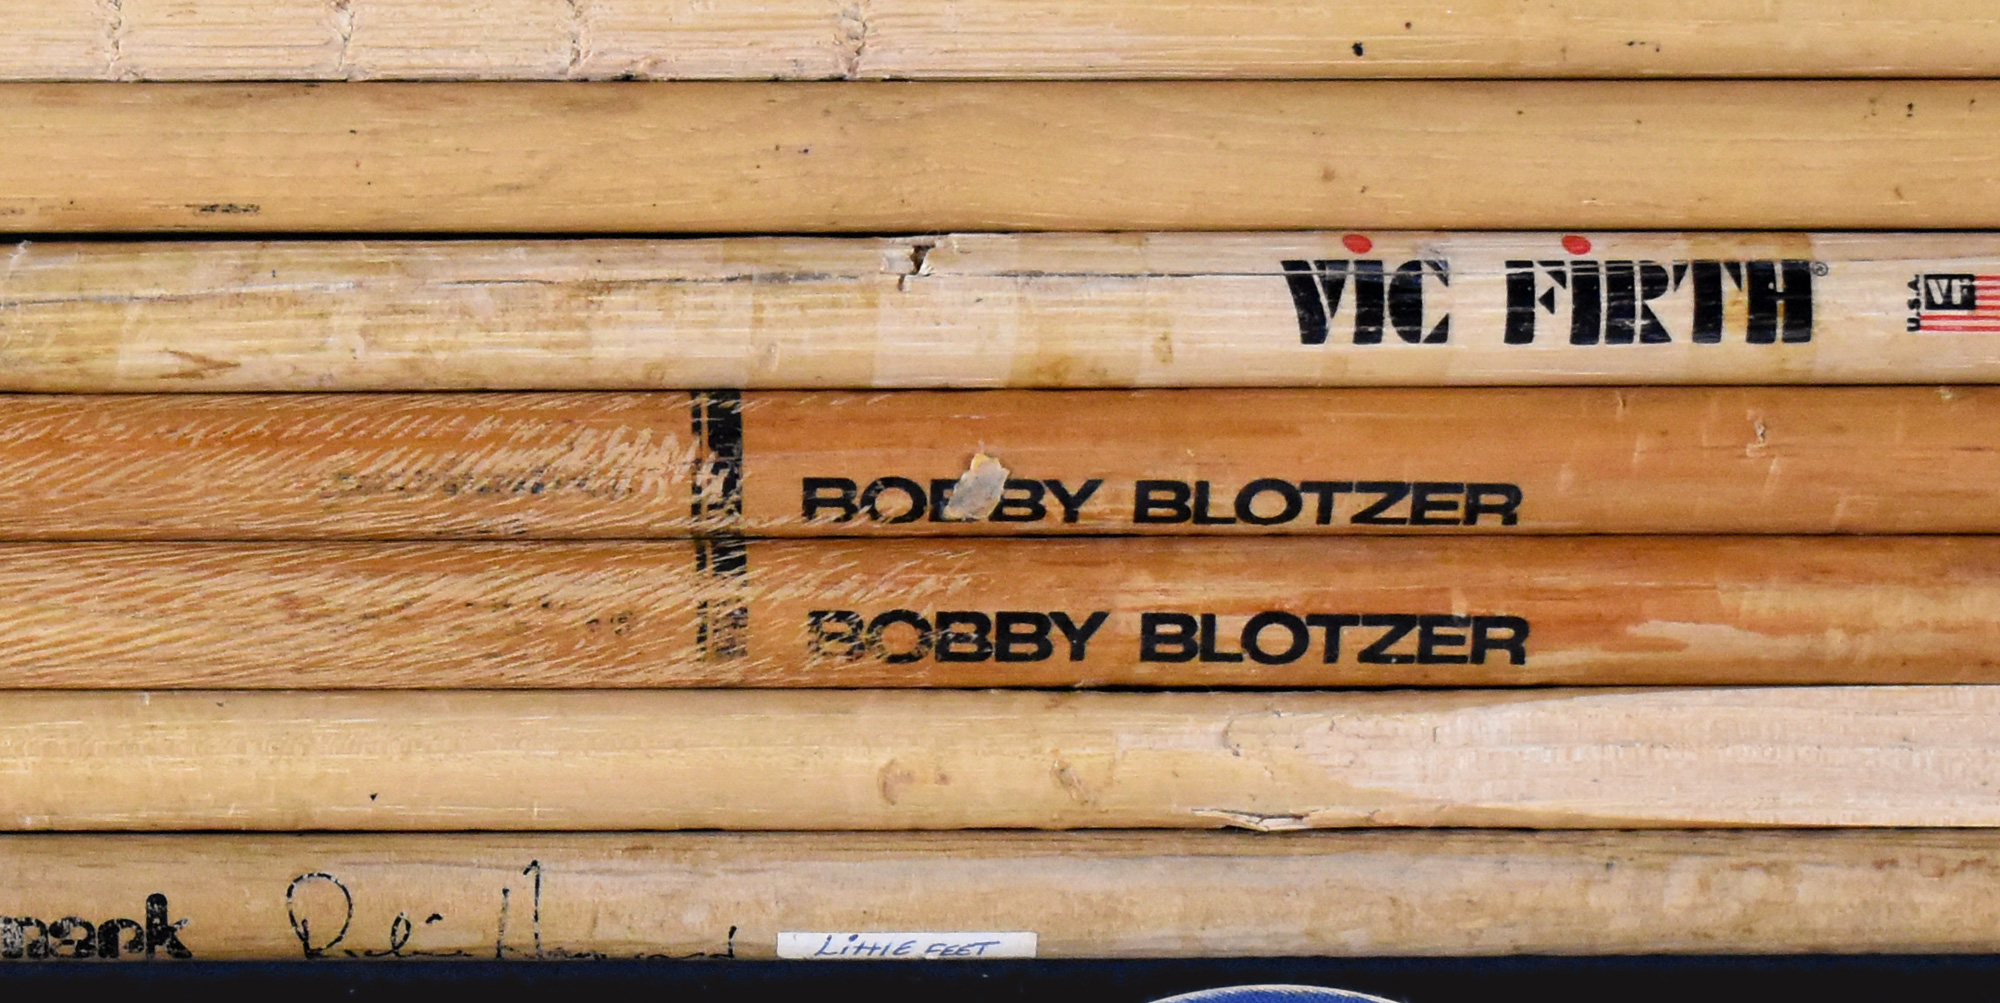 VIC FIRTH®
U.S.A. VF
BOBBY BLOTZER
BOBBY BLOTZER
LITTLE FEET